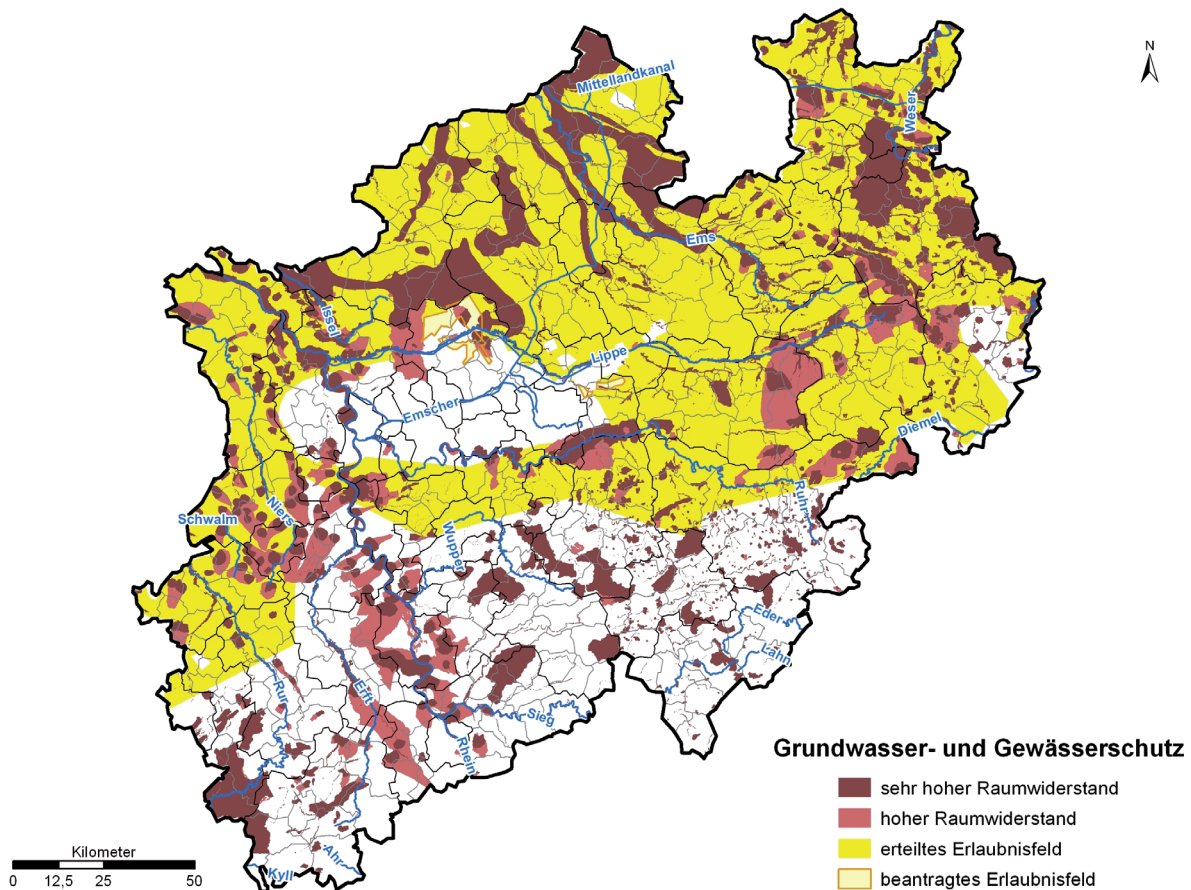 N
Mittellandkanal
Weser
Ems
Issel
Lippe
Emscher
Diemel
Ruhr
Niers
Schwalm
Wupper
Eder
Lahn
Rur
Erft
Sieg
Rhein
Ahr
Kyll
Grundwasser- und Gewässerschutz
sehr hoher Raumwiderstand
hoher Raumwiderstand
erteiltes Erlaubnisfeld
beantragtes Erlaubnisfeld
Kilometer
0 12,5 25 50